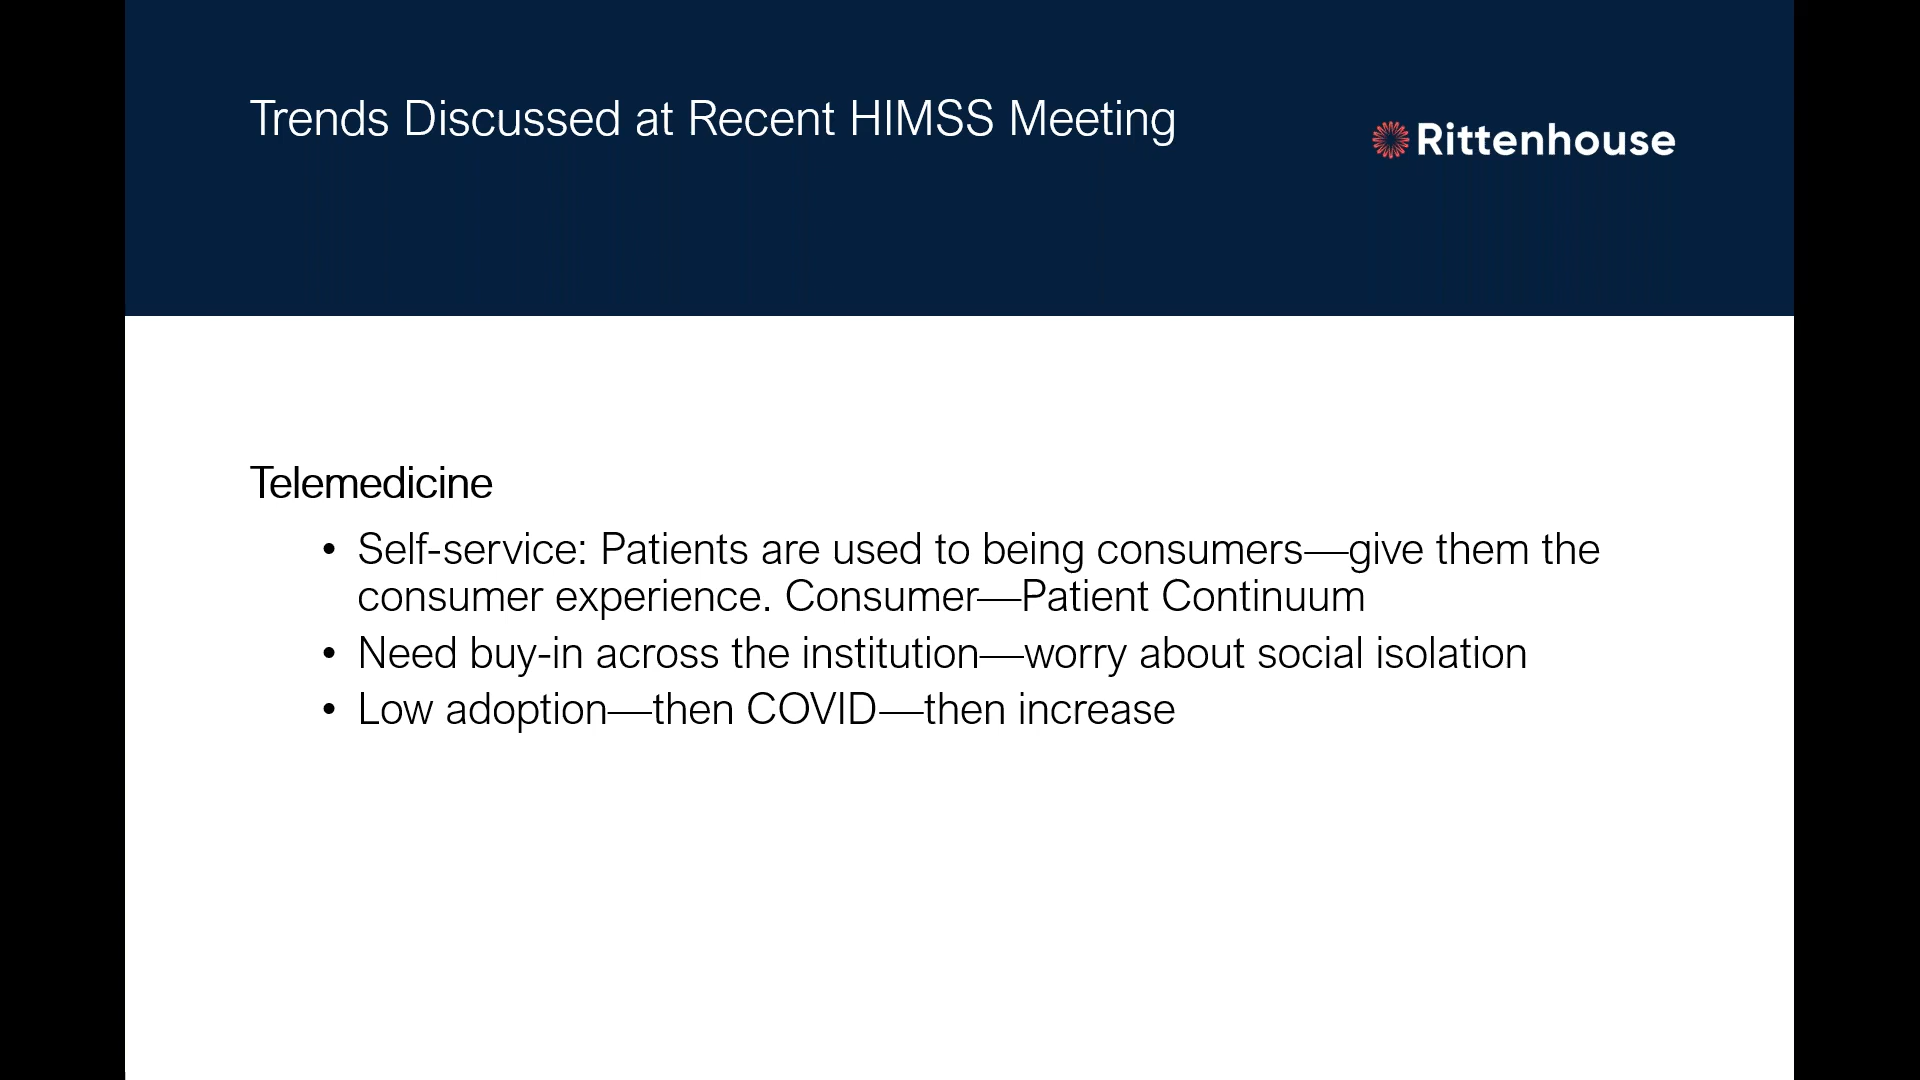 Trends Discussed at Recent HIMSS Meeting
Rittenhouse
Telemedicine
• Self-service: Patients are used to being consumers—give them the
consumer experience. Consumer—Patient Continuum
• Need buy-in across the institution—worry about social isolation
• Low adoption—then COVID—then increase